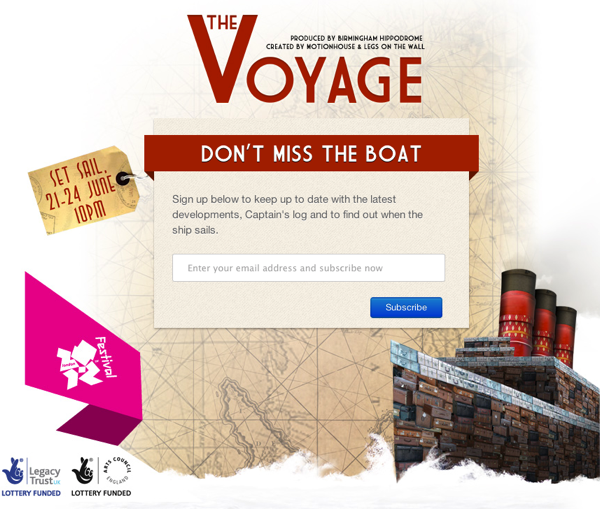 THE
VOYAGE
PRODUCED BY BIRMINGHAM HIPPODROME
CREATED BY MOTIONHOUSE & LEGS ON THE WALL
DON'T MISS THE BOAT
SET SAIL,
21-24 JUNE
10PM
Sign up below to keep up to date with the latest
developments, Captain's log and to find out when the
ship sails.
Enter your email address and subscribe now
Subscribe
london
Festival
Legacy
Trust UK
LOTTERY FUNDED
ARTS COUNCIL
ENGLAND
LOTTERY FUNDED